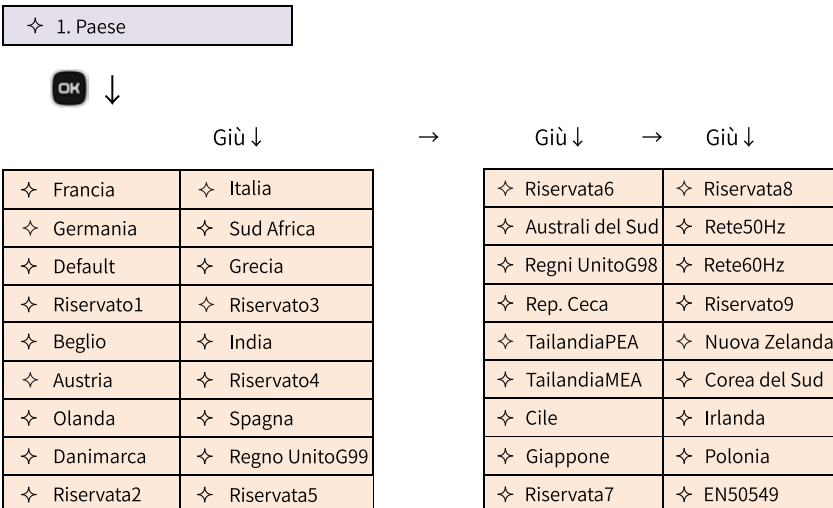 ✧ 1. Paese
OK ↓
Giù↓ → Giù↓ → Giù↓
✧ Francia ✧ Italia ✧ Riservata6 ✧ Riservata8
✧ Germania ✧ Sud Africa ✧ Australi del Sud ✧ Rete50Hz
✧ Default ✧ Grecia ✧ Regni UnitoG98 ✧ Rete60Hz
✧ Riservato1 ✧ Riservato3 ✧ Rep. Ceca ✧ Riservato9
✧ Beglio ✧ India ✧ TailandiaPEA ✧ Nuova Zelanda
✧ Austria ✧ Riservato4 ✧ TailandiaMEA ✧ Corea del Sud
✧ Olanda ✧ Spagna ✧ Cile ✧ Irlanda
✧ Danimarca ✧ Regno UnitoG99 ✧ Giappone ✧ Polonia
✧ Riservata2 ✧ Riservata5 ✧ Riservata7 ✧ EN50549